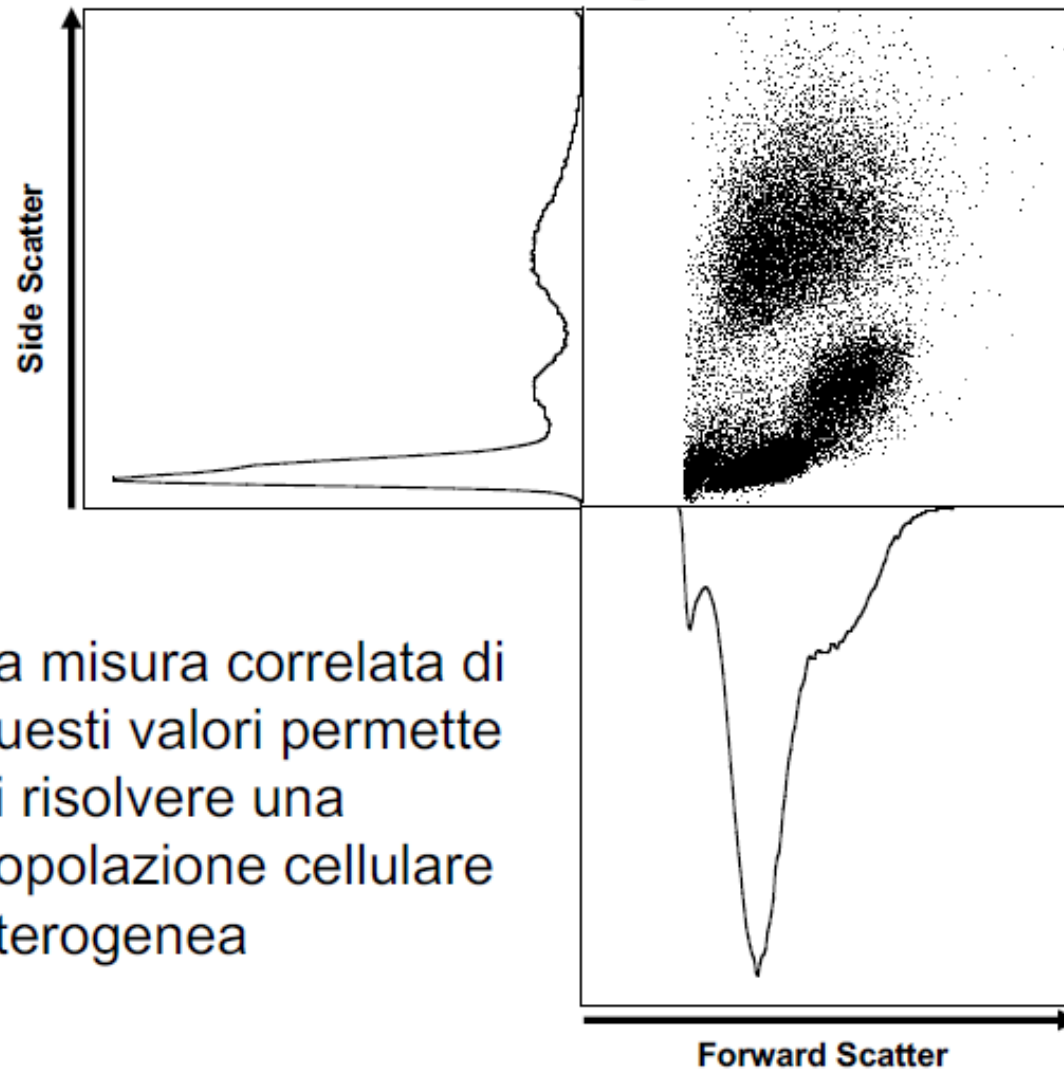 Side Scatter
a misura correlata di
uesti valori permette
i risolvere una
opolazione cellulare
terogenea
Forward Scatter